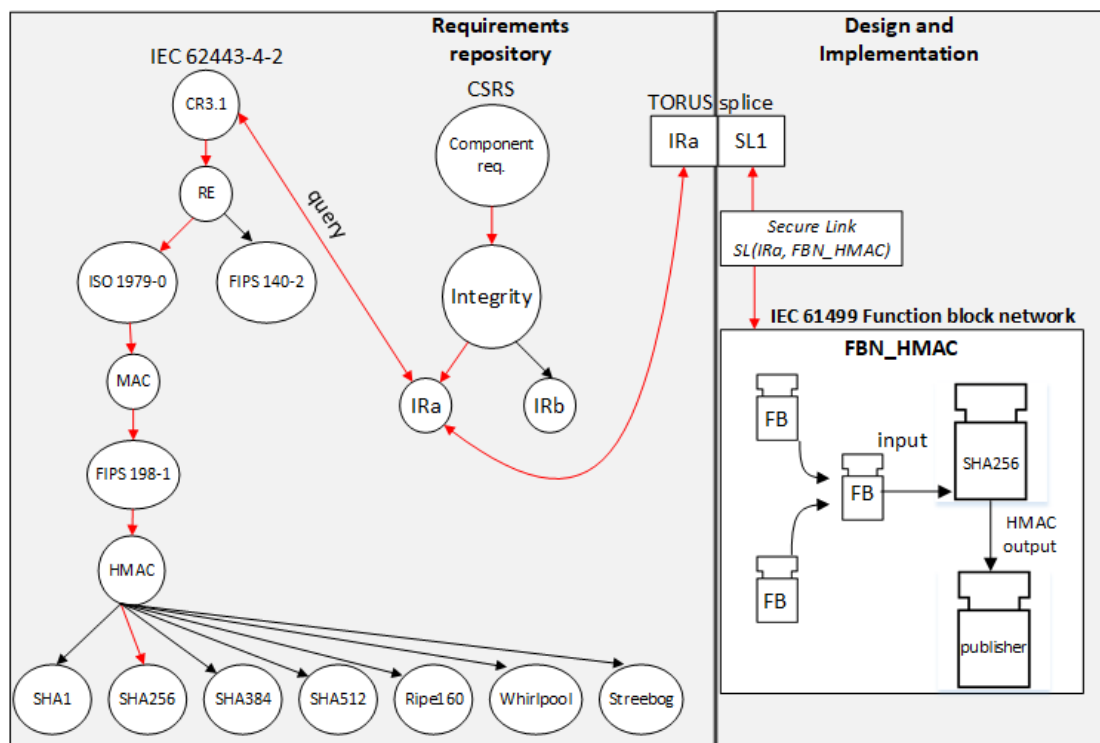 Requirements
repository
Design and
Implementation
IEC 62443-4-2
CR3.1
RE
ISO 1979-0
FIPS 140-2
MAC
FIPS 198-1
HMAC
SHA1
SHA256
SHA384
SHA512
Ripe160
Whirlpool
Streebog
query
CSRS
Component
req.
Integrity
IRa
IRb
TORUS splice
IRa
SL1
Secure Link
SL(IRa, FBN_HMAC)
IEC 61499 Function block network
FBN_HMAC
FB
FB
FB
input
SHA256
HMAC
output
publisher